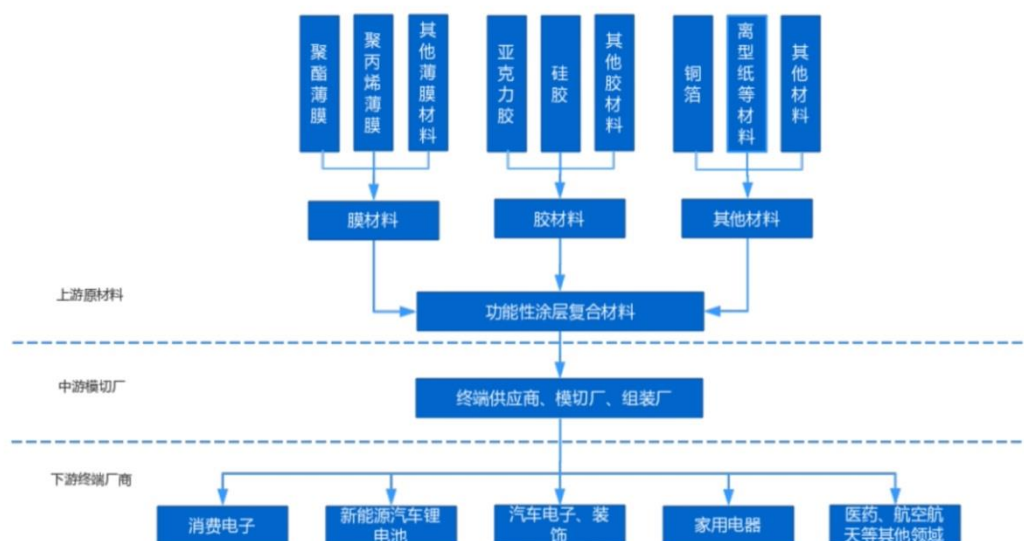 聚酯薄膜
聚丙烯薄膜
其他薄膜材料
亚克力胶
硅胶
其他胶材料
铜箔
离型纸等材料
其他材料
膜材料
胶材料
其他材料
上游原材料
功能性涂层复合材料
中游模切厂
终端供应商、模切厂、组装厂
下游终端厂商
消费电子
新能源汽车锂
电池
汽车电子、装
饰
家用电器
医药、航空航
天等其他领域